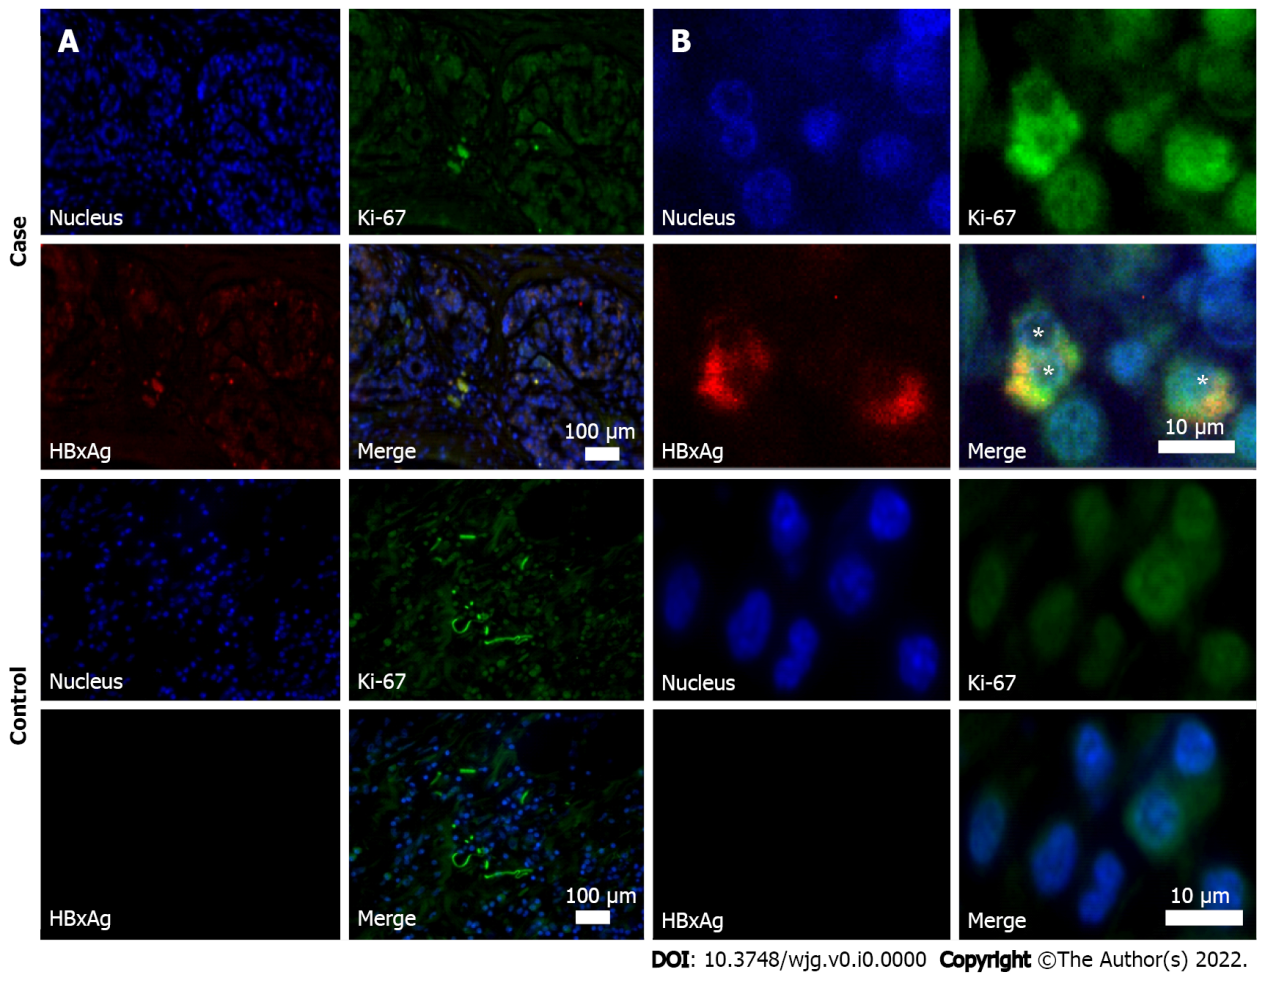 A
B
Case
Nucleus
Ki-67
Nucleus
Ki-67
HBxAg
Merge
100 µm
HBxAg
Merge
10 µm
*
*
*
Control
Nucleus
Ki-67
Nucleus
Ki-67
HBxAg
Merge
100 µm
HBxAg
Merge
10 µm
DOI: 10.3748/wjg.v0.i0.0000 Copyright ©The Author(s) 2022.